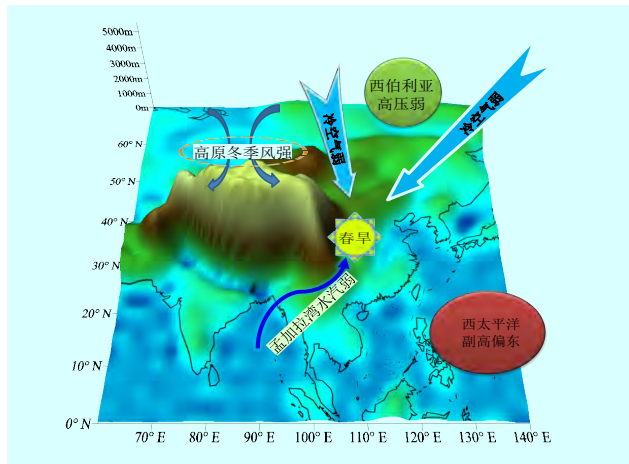 5000m
4000m
3000m
2000m
1000m
0m
西伯利亚
高压弱
冷空气弱
冷空气弱
60° N
高原冬季风强
50° N
40° N
春旱
30° N
孟加拉湾水汽弱
20° N
西太平洋
副高偏东
10° N
0° N
70° E
80° E
90° E
100° E
110° E
120° E
130° E
140° E